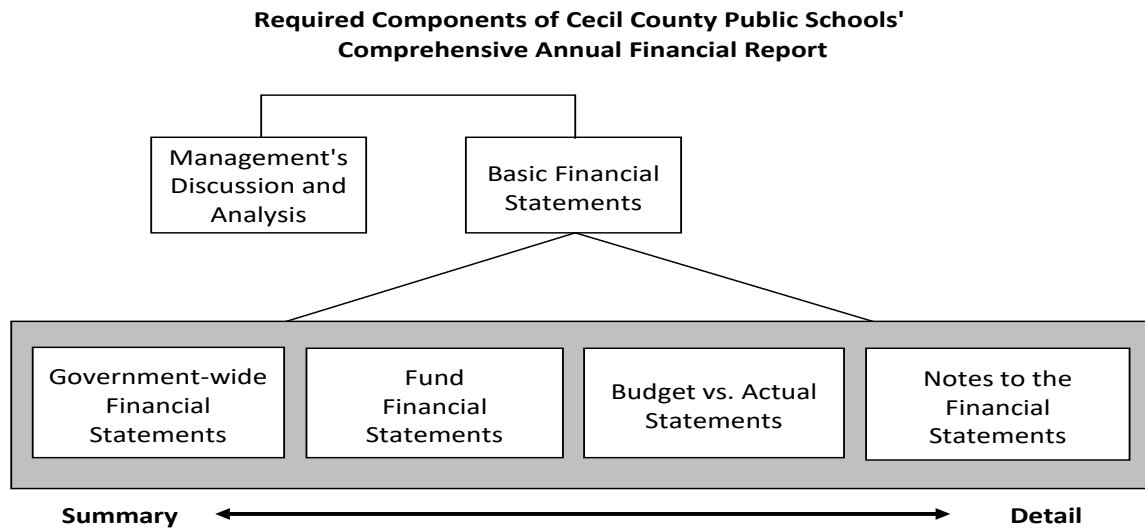 Required Components of Cecil County Public Schools'
Comprehensive Annual Financial Report
Management's
Discussion and
Analysis
Basic Financial
Statements
Government-wide
Financial
Statements
Fund
Financial
Statements
Budget vs. Actual
Statements
Notes to the
Financial
Statements
Summary
Detail